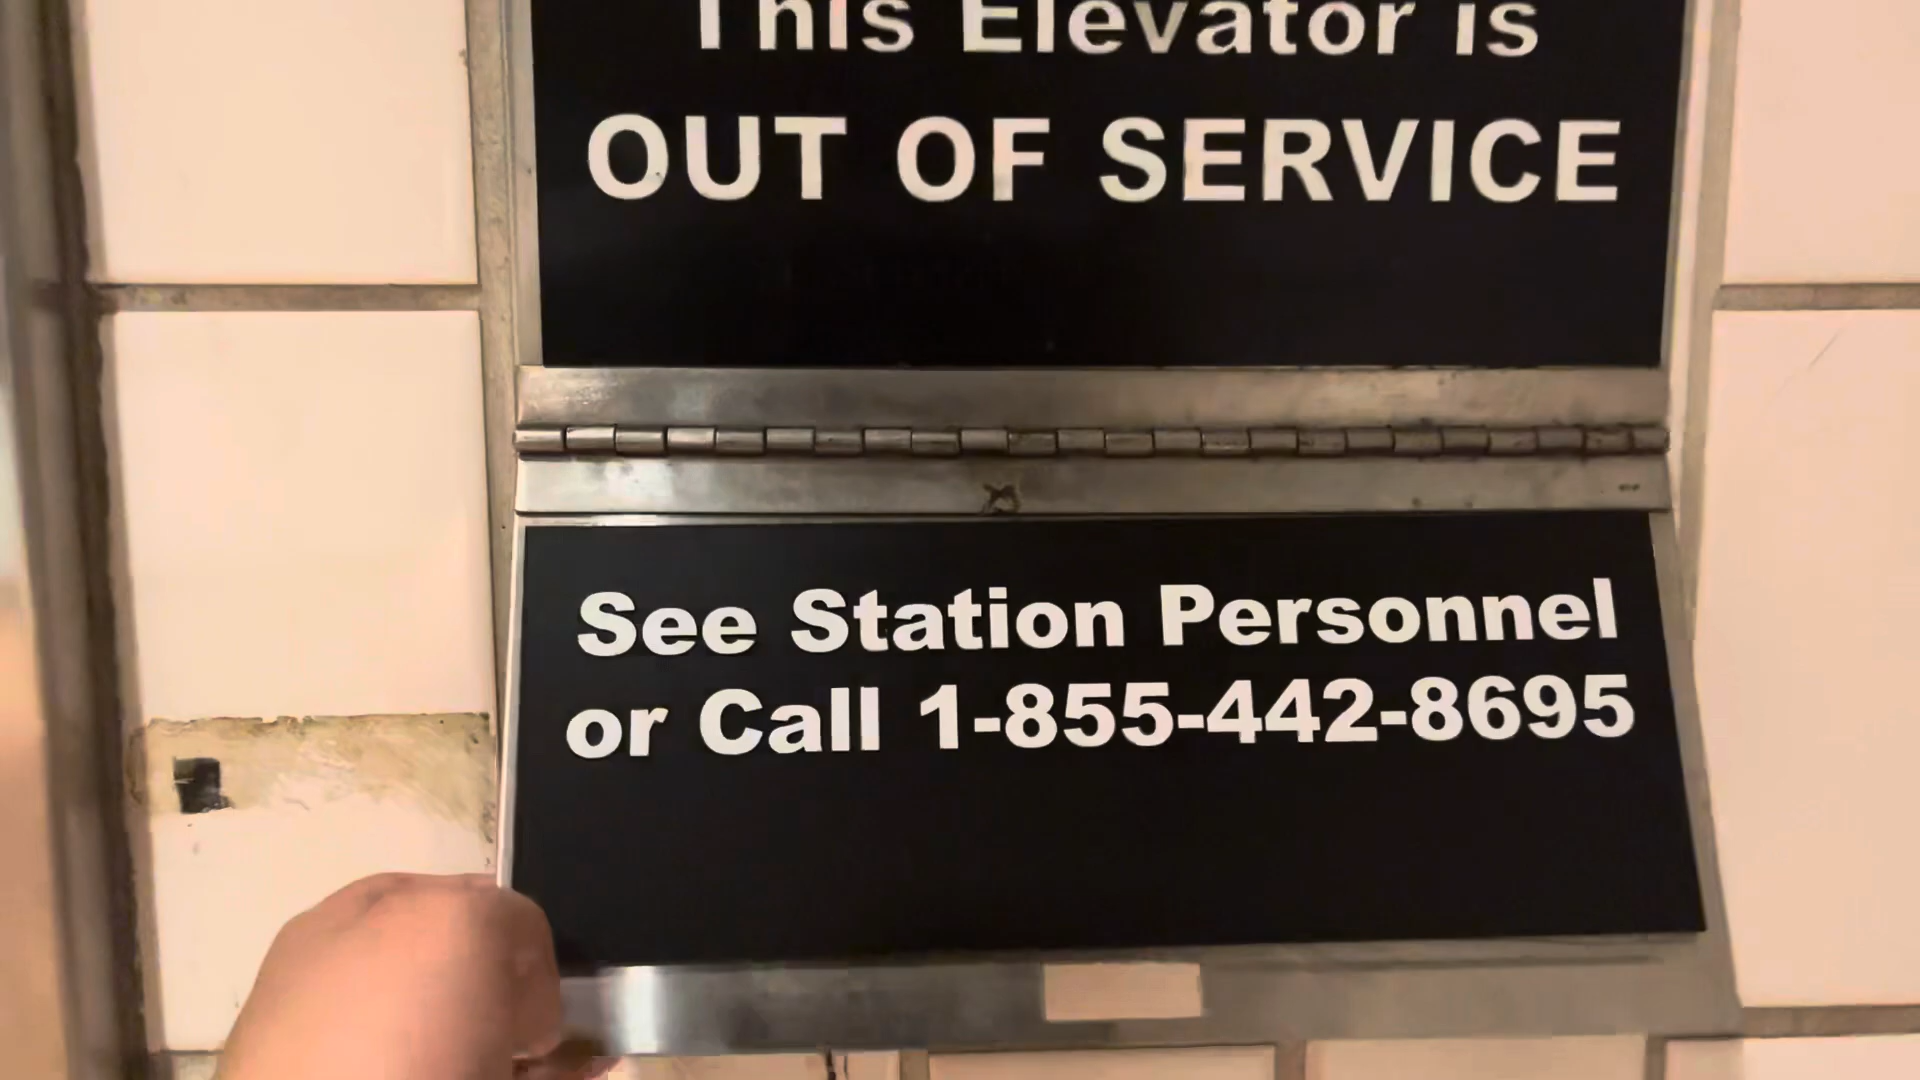 This Elevator is
OUT OF SERVICE
See Station Personnel
or Call 1-855-442-8695